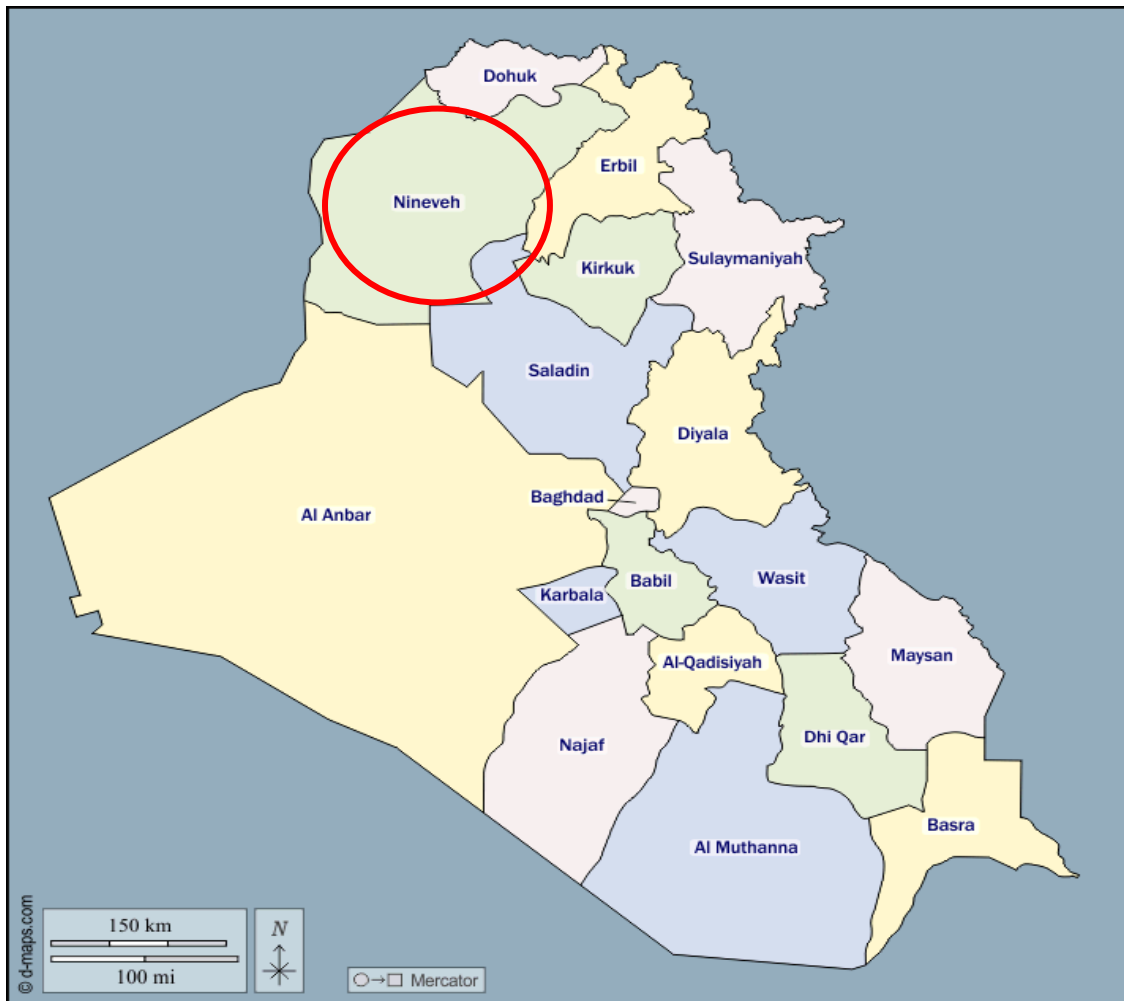 Dohuk
Erbil
Nineveh
Sulaymaniyah
Kirkuk
Saladin
Diyala
Baghdad
Al Anbar
Wasit
Babil
Karbala
Maysan
Al-Qadisiyah
Dhi Qar
Najaf
Basra
Al Muthanna
© d-maps.com
150 km
100 mi
N
Mercator